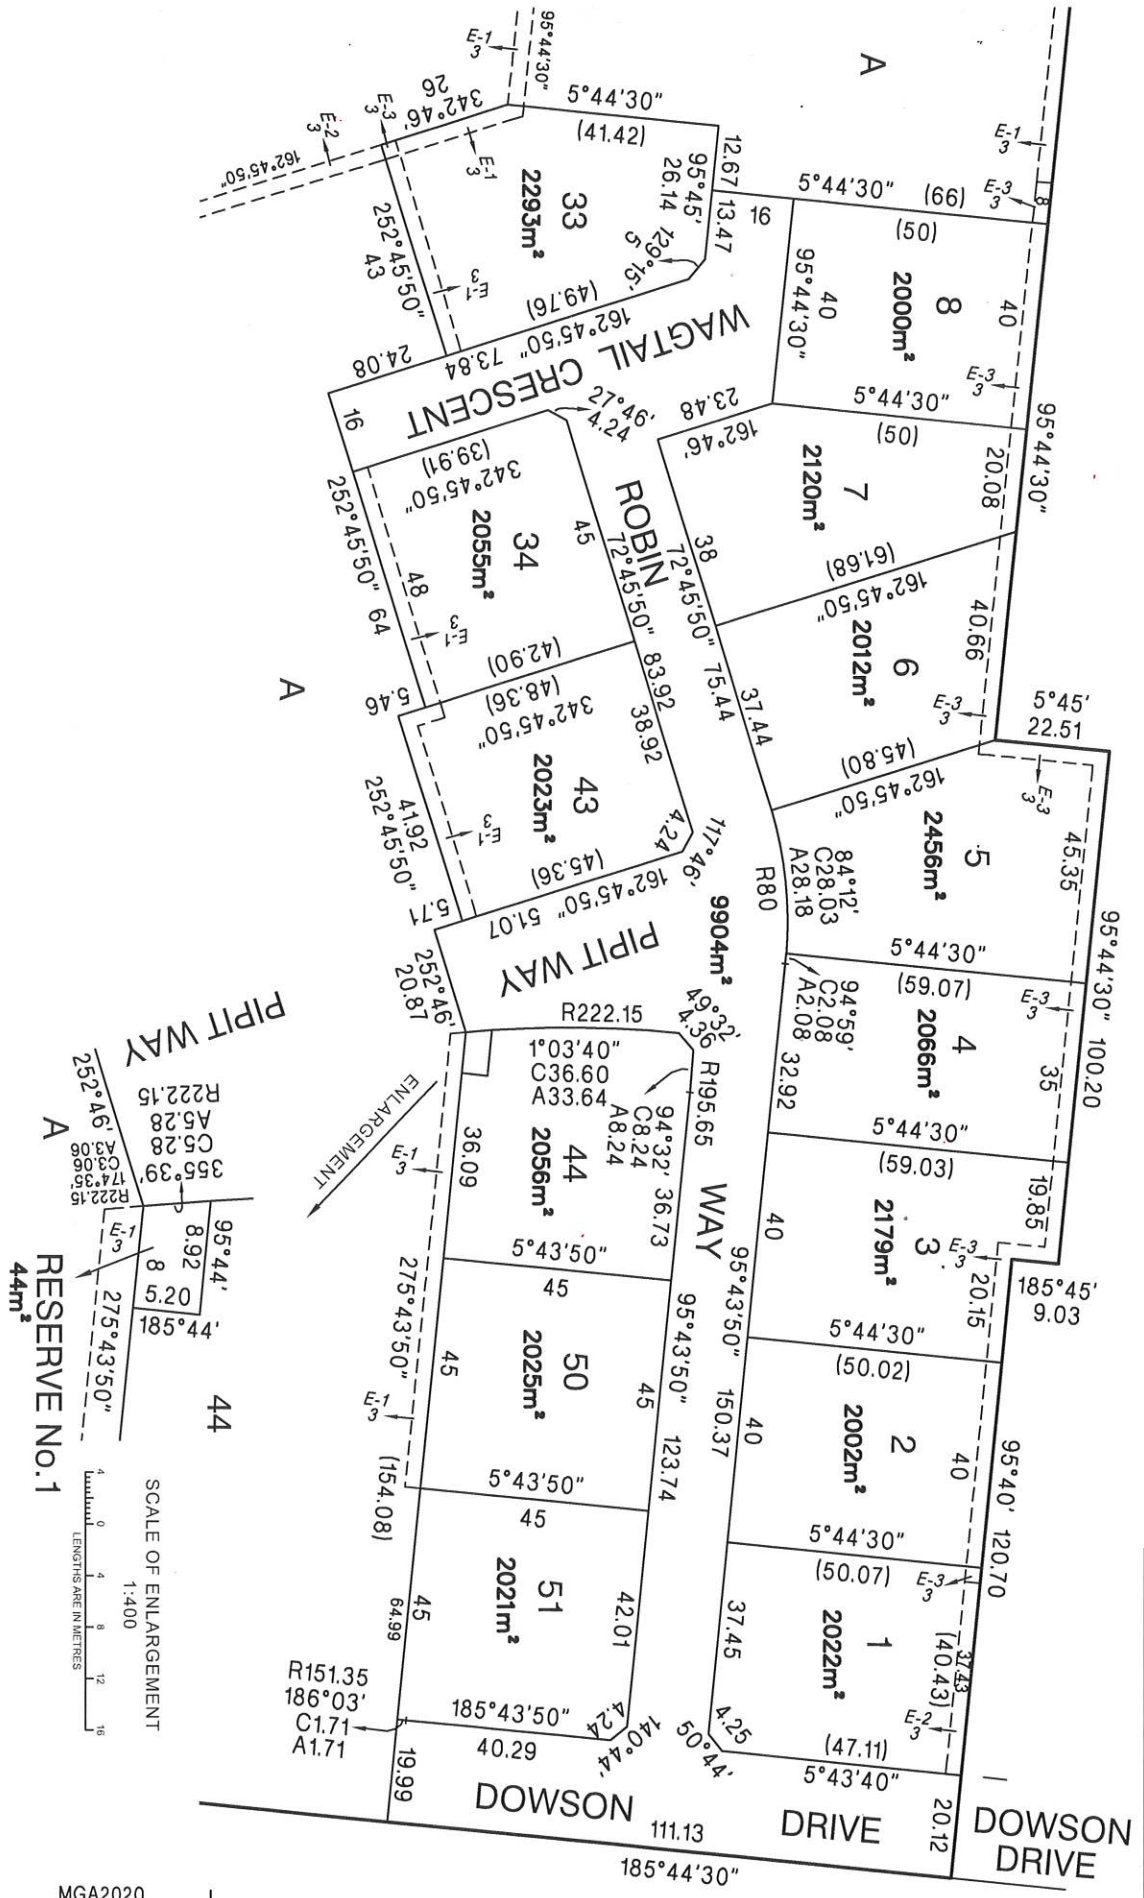 A
E-1
3
95°44'30"
342°46'
26
E-3
3
E-2
3
162°45'50"
5°44'30"
(41.42)
E-1
3
33
2293m²
12.67
95°45'
26.14
13.47
129°15'
5
252°45'50"
43
E-1
3
(49.76)
162°45'50" 73.84
24.08
16
WAGTAIL CRESCENT
5°44'30" (66)
16
E-1
3
E-3
3
8
(50)
8
2000m²
40
95°44'30"
40
E-3
3
5°44'30"
(50)
95°44'30"
23.48
162°46'
27°46'
4.24
7
2120m²
20.08
38
(61.68)
162°45'50"
ROBIN
72°45'50" 75.44
72°45'50" 83.92
(39.91)
342°45'50"
34
2055m²
45
48
252°45'50" 64
E-1
3
(42.90)
(48.36)
342°45'50"
5.46
A
6
2012m²
40.66
37.44
E-3
3
5°45'
22.51
(45.80)
162°45'50"
E-3
3
43
2023m²
38.92
4.24
117°46'
41.92
252°45'50"
E-1
3
(45.36)
162°45'50" 51.07
5.71
5
2456m²
45.35
R80
84°12'
C28.03
A28.18
95°44'30" 100.20
5°44'30"
(59.07)
9904m²
PIPIT WAY
252°46'
20.87
R222.15
49°32'
4.36
94°59'
C2.08
A2.08
4
2066m²
E-3
3
35
32.92
5°44'30"
(59.03)
1°03'40"
C36.60
A33.64
R195.65
94°32'
C8.24
A8.24
36.73
44
2056m²
36.09
E-1
3
ENLARGEMENT
WAY
3
2179m²
19.85
E-3
3
20.15
185°45'
9.03
40
95°43'50" 150.37
5°44'30"
(50.02)
5°43'50"
45
50
2025m²
45
45
95°43'50" 123.74
275°43'50"
E-1
3
(154.08)
2
2002m²
40
40
95°40' 120.70
5°44'30"
(50.07)
E-3
3
5°43'50"
45
51
2021m²
42.01
45
64.99
4.24
140°44'
185°43'50"
40.29
1
2022m²
37.45
37.43
(40.43)
E-2
3
4.25
50°44'
(47.11)
5°43'40"
R151.35
186°03'
C1.71
A1.71
19.99
DOWSON DRIVE
20.12
111.13
185°44'30"
DOWSON
DRIVE
PIPIT WAY
252°46'
A
355°39'
C5.28
A5.28
R222.15
174°35'
C3.06
A3.06
R222.15
95°44'
8.92
8
5.20
185°44'
E-1
3
275°43'50"
44
RESERVE No.1
44m²
SCALE OF ENLARGEMENT
1:400
4 0 4 8 12 16
LENGTHS ARE IN METRES
MGA2020